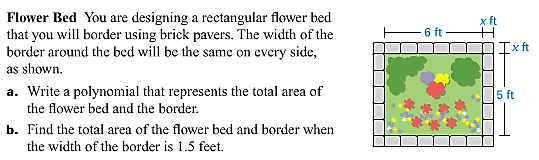 Flower Bed You are designing a rectangular flower bed
that you will border using brick pavers. The width of the
border around the bed will be the same on every side,
as shown.
a. Write a polynomial that represents the total area of
the flower bed and the border.
b. Find the total area of the flower bed and border when
the width of the border is 1.5 feet.
x ft
6 ft
x ft
5 ft